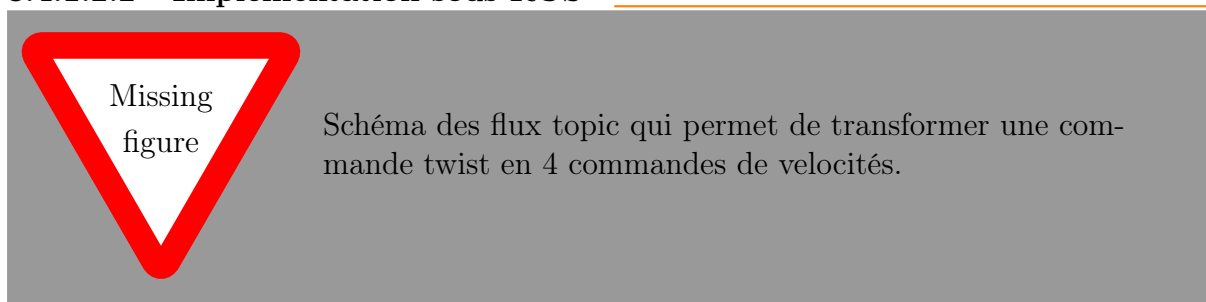 Missing
figure
Schéma des flux topic qui permet de transformer une com-
mande twist en 4 commandes de velocités.